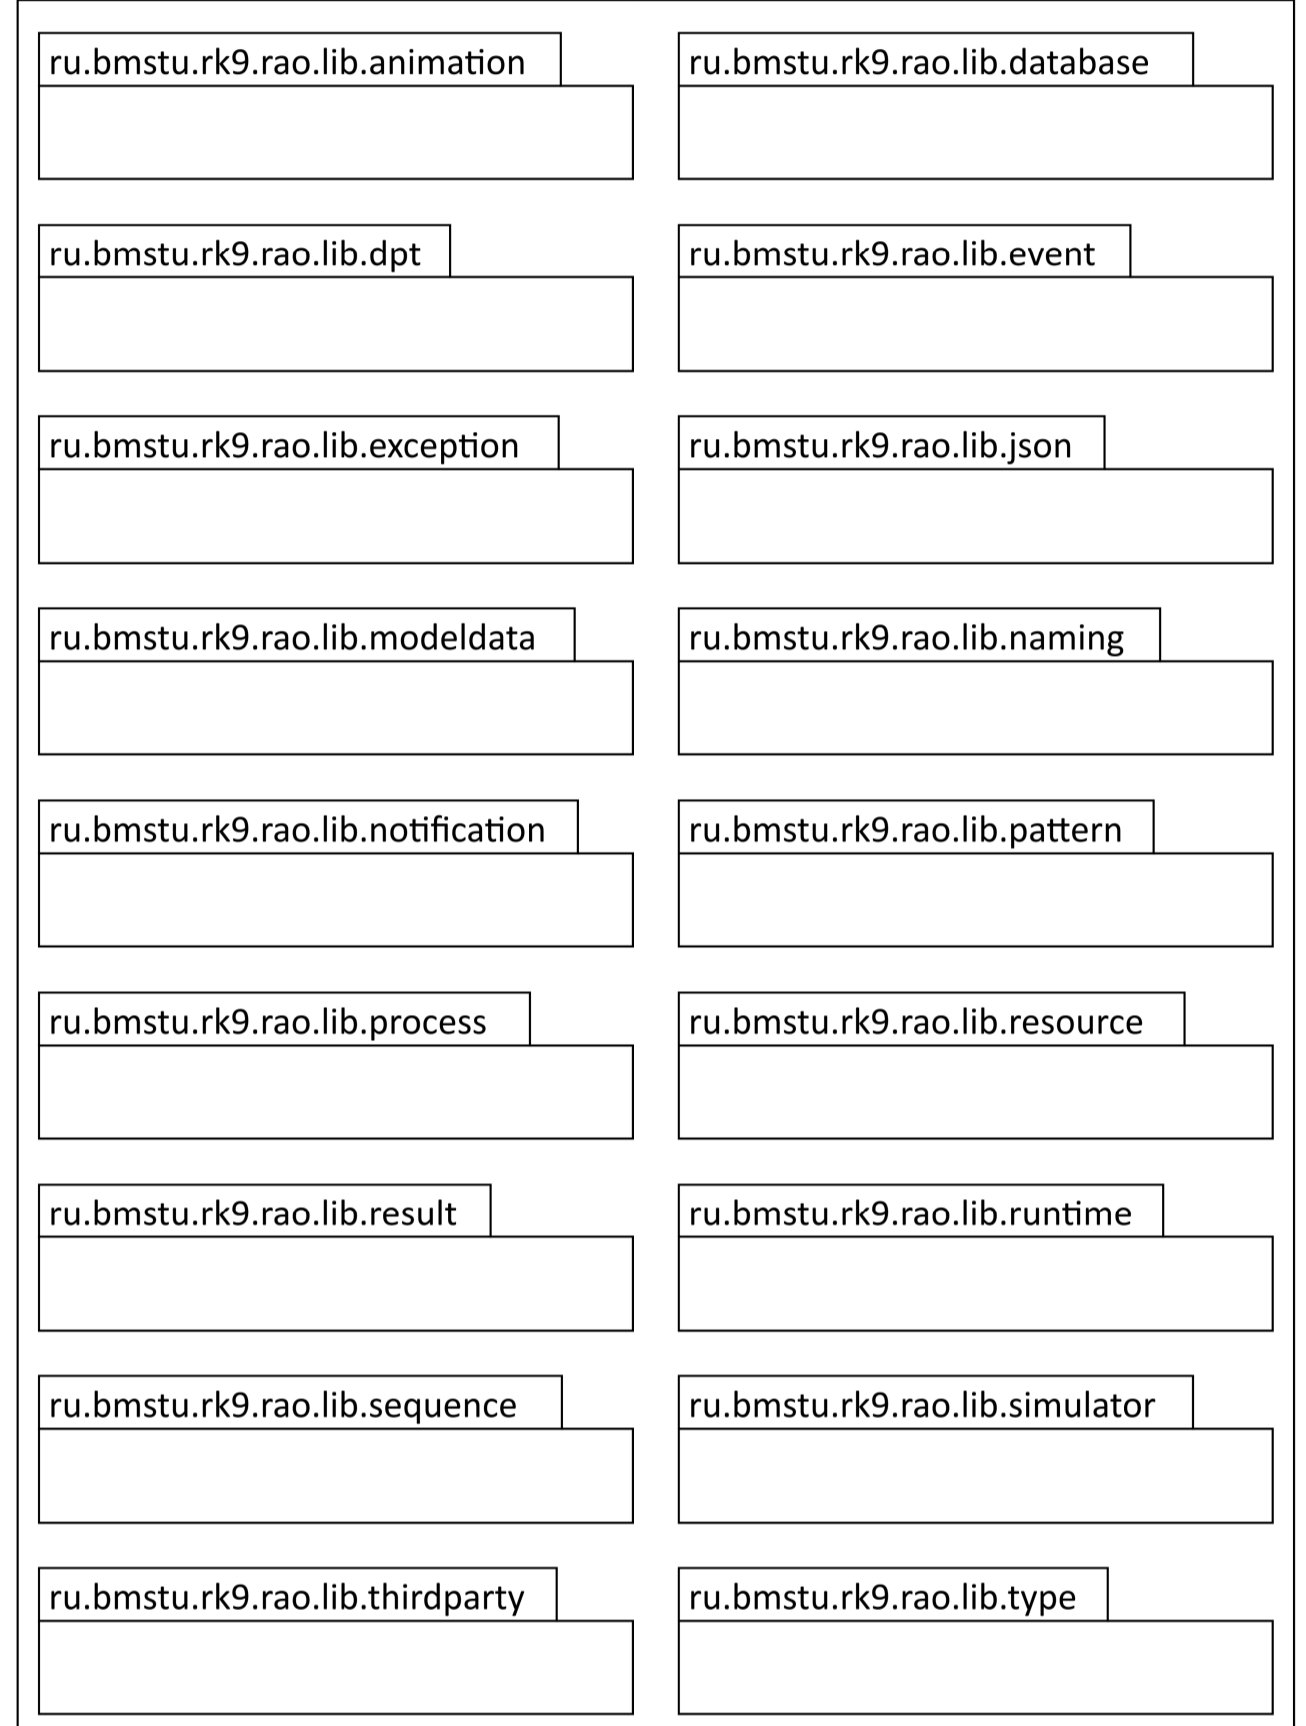 ru.bmstu.rk9.rao.lib.animation
ru.bmstu.rk9.rao.lib.database
ru.bmstu.rk9.rao.lib.dpt
ru.bmstu.rk9.rao.lib.event
ru.bmstu.rk9.rao.lib.exception
ru.bmstu.rk9.rao.lib.json
ru.bmstu.rk9.rao.lib.modeldata
ru.bmstu.rk9.rao.lib.naming
ru.bmstu.rk9.rao.lib.notification
ru.bmstu.rk9.rao.lib.pattern
ru.bmstu.rk9.rao.lib.process
ru.bmstu.rk9.rao.lib.resource
ru.bmstu.rk9.rao.lib.result
ru.bmstu.rk9.rao.lib.runtime
ru.bmstu.rk9.rao.lib.sequence
ru.bmstu.rk9.rao.lib.simulator
ru.bmstu.rk9.rao.lib.thirdparty
ru.bmstu.rk9.rao.lib.type